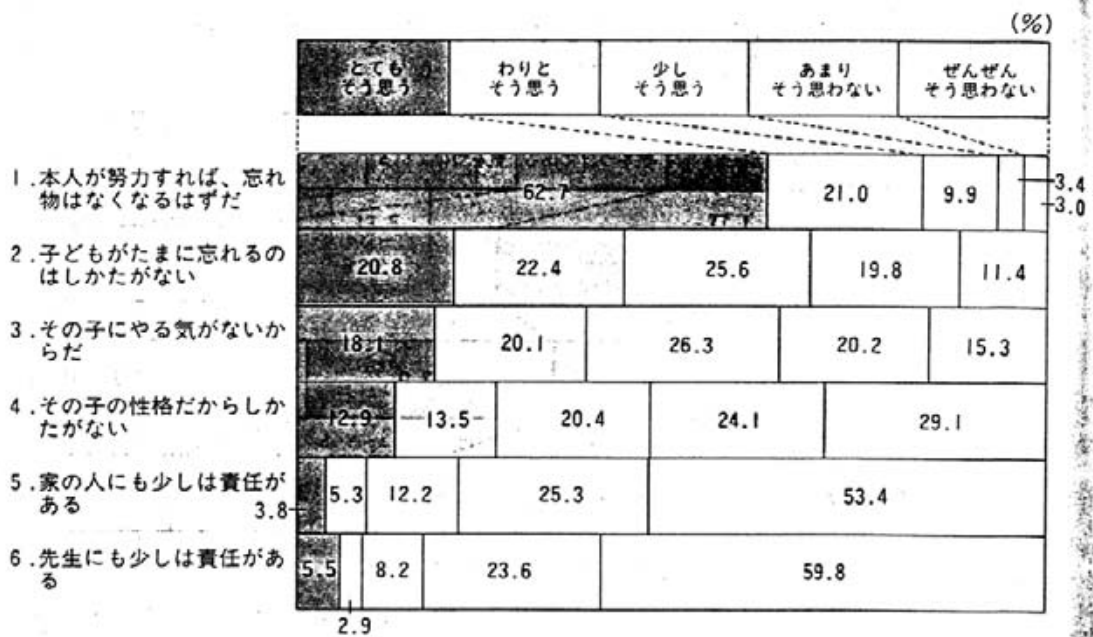 (%)
とても
そう思う
わりと
そう思う
少し
そう思う
あまり
そう思わない
ぜんぜん
そう思わない
1.本人が努力すれば、忘れ
物はなくなるはずだ
62.7
21.0
9.9
3.4
3.0
2.子どもがたまに忘れるの
はしかたがない
20.8
22.4
25.6
19.8
11.4
3.その子にやる気がないか
らだ
18.1
20.1
26.3
20.2
15.3
4.その子の性格だからしか
たがない
12.9
13.5
20.4
24.1
29.1
5.家の人にも少しは責任が
ある
3.8
5.3
12.2
25.3
53.4
6.先生にも少しは責任があ
る
5.5
2.9
8.2
23.6
59.8